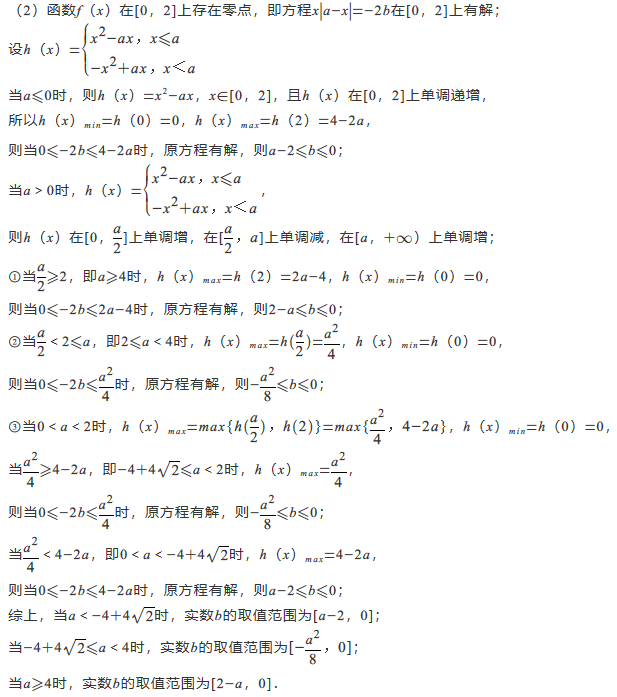 （2）函数f（x）在[0，2]上存在零点，即方程x|a−x|=−2b在[0，2]上有解；
设h（x）={x²−ax，x⩽a
−x²+ax，x＜a
当a⩽0时，则h（x）=x²−ax，x∈[0，2]，且h（x）在[0，2]上单调递增，
所以h（x）min=h（0）=0，h（x）max=h（2）=4−2a，
则当0⩽−2b⩽4−2a时，原方程有解，则a−2⩽b⩽0；
当a＞0时，h（x）={x²−ax，x⩽a
−x²+ax，x＜a，
则h（x）在[0，a/2]上单调增，在[a/2，a]上单调减，在[a，+∞）上单调增；
①当a/2⩾2，即a⩾4时，h（x）max=h（2）=2a−4，h（x）min=h（0）=0，
则当0⩽−2b⩽2a−4时，原方程有解，则2−a⩽b⩽0；
②当a/2＜2⩽a，即2⩽a＜4时，h（x）max=h(a/2)=a²/4，h（x）min=h（0）=0，
则当0⩽−2b⩽a²/4时，原方程有解，则−a²/8⩽b⩽0；
③当0＜a＜2时，h（x）max=max{h(a/2)，h(2)}=max{a²/4，4−2a}，h（x）min=h（0）=0，
当a²/4⩾4−2a，即−4+4√2⩽a＜2时，h（x）max=a²/4，
则当0⩽−2b⩽a²/4时，原方程有解，则−a²/8⩽b⩽0；
当a²/4＜4−2a，即0＜a＜−4+4√2时，h（x）max=4−2a，
则当0⩽−2b⩽4−2a时，原方程有解，则a−2⩽b⩽0；
综上，当a＜−4+4√2时，实数b的取值范围为[a−2，0]；
当−4+4√2⩽a＜4时，实数b的取值范围为[−a²/8，0]；
当a⩾4时，实数b的取值范围为[2−a，0]．